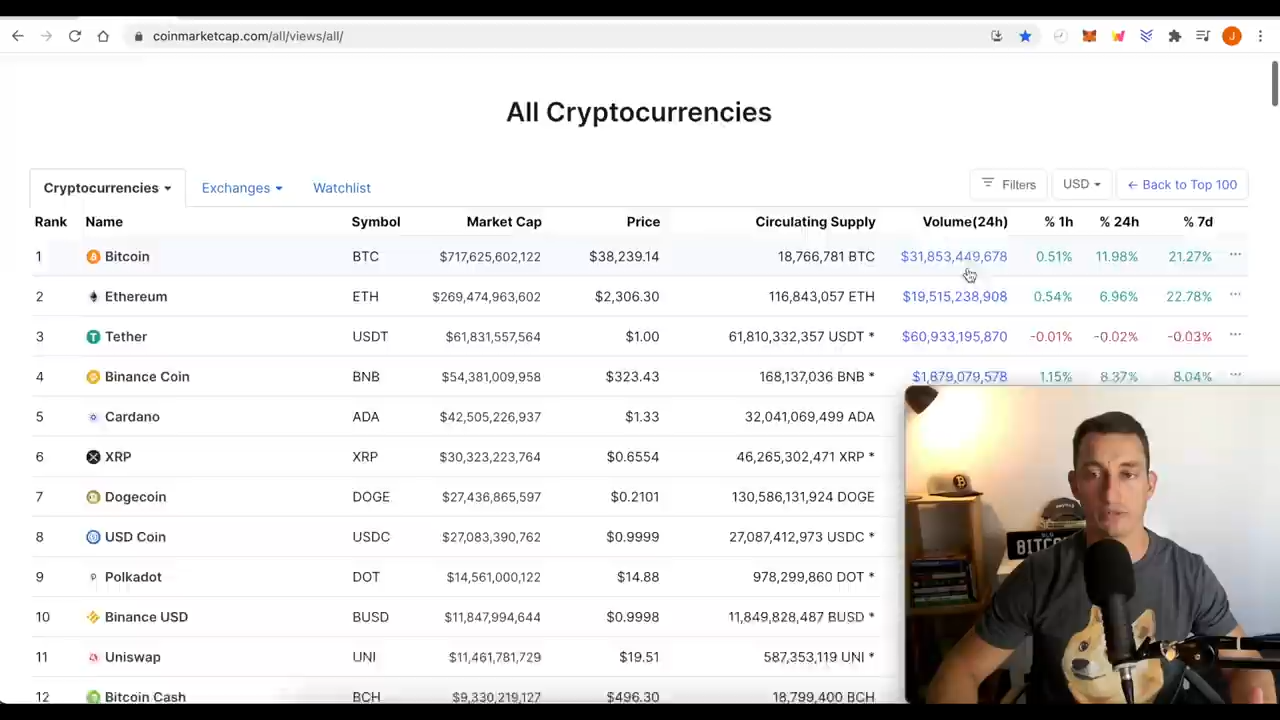 coinmarketcap.com/all/views/all/
J
All Cryptocurrencies
Cryptocurrencies Exchanges Watchlist Filters USD ← Back to Top 100
Rank Name Symbol Market Cap Price Circulating Supply Volume(24h) % 1h % 24h % 7d
1 Bitcoin BTC $717,625,602,122 $38,239.14 18,766,781 BTC $31,853,449,678 0.51% 11.98% 21.27% ...
2 Ethereum ETH $269,474,963,602 $2,306.30 116,843,057 ETH $19,515,238,908 0.54% 6.96% 22.78% ...
3 Tether USDT $61,831,557,564 $1.00 61,810,332,357 USDT * $60,933,195,870 -0.01% -0.02% -0.03% ...
4 Binance Coin BNB $54,381,009,958 $323.43 168,137,036 BNB * $1,879,079,578 1.15% 8.37% 8.04% ...
5 Cardano ADA $42,505,226,937 $1.33 32,041,069,499 ADA
6 XRP XRP $30,323,223,764 $0.6554 46,265,302,471 XRP *
7 Dogecoin DOGE $27,436,865,597 $0.2101 130,586,131,924 DOGE
8 USD Coin USDC $27,083,390,762 $0.9999 27,087,412,973 USDC *
9 Polkadot DOT $14,561,000,122 $14.88 978,299,860 DOT *
10 Binance USD BUSD $11,847,994,644 $0.9998 11,849,828,487 BUSD *
11 Uniswap UNI $11,461,781,729 $19.51 587,353,119 UNI *
12 Bitcoin Cash BCH $9,330,219,127 $496.30 18,799,400 BCH
BITCO